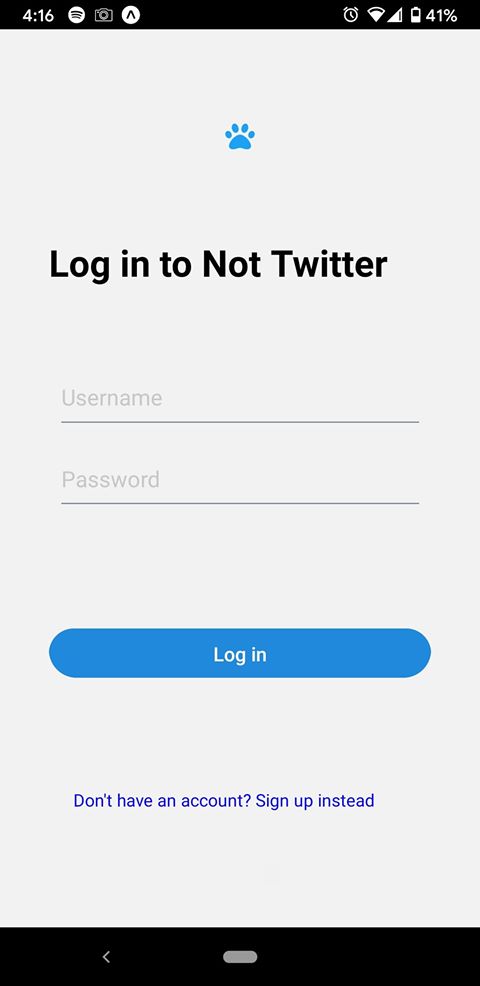 4:16
41%
Log in to Not Twitter
Username
Password
Log in
Don't have an account? Sign up instead